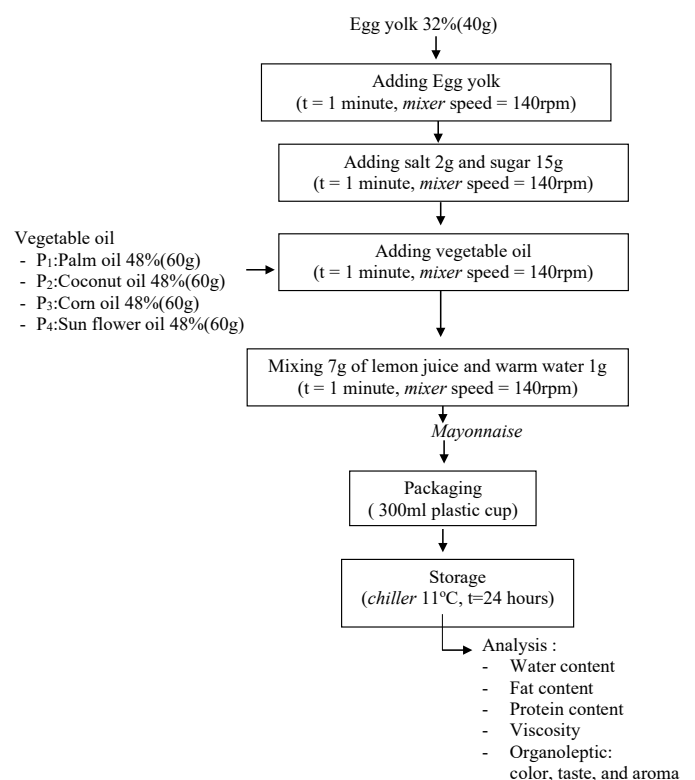 Egg yolk 32%(40g)
Adding Egg yolk
(t = 1 minute, mixer speed = 140rpm)
Adding salt 2g and sugar 15g
(t = 1 minute, mixer speed = 140rpm)
Vegetable oil
- P₁:Palm oil 48%(60g)
- P₂:Coconut oil 48%(60g)
- P₃:Corn oil 48%(60g)
- P₄:Sun flower oil 48%(60g)
Adding vegetable oil
(t = 1 minute, mixer speed = 140rpm)
Mixing 7g of lemon juice and warm water 1g
(t = 1 minute, mixer speed = 140rpm)
Mayonnaise
Packaging
( 300ml plastic cup)
Storage
(chiller 11°C, t=24 hours)
Analysis :
- Water content
- Fat content
- Protein content
- Viscosity
- Organoleptic:
color, taste, and aroma